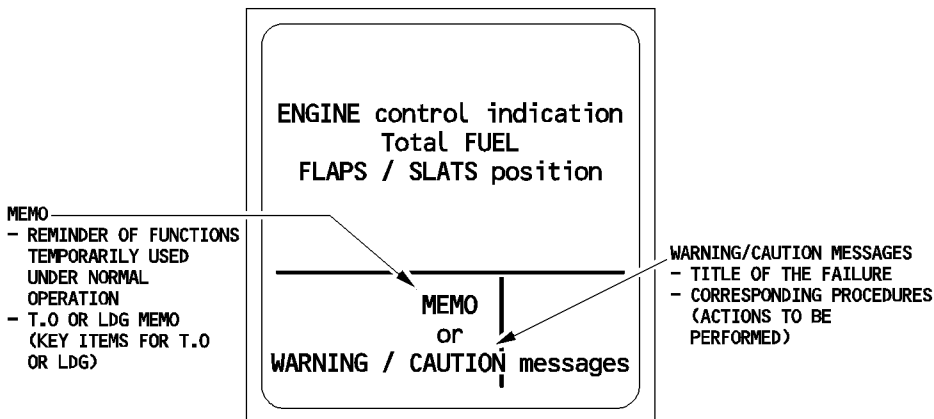 ENGINE control indication
Total FUEL
FLAPS / SLATS position
MEMO
- REMINDER OF FUNCTIONS
TEMPORARILY USED
UNDER NORMAL
OPERATION
- T.O OR LDG MEMO
(KEY ITEMS FOR T.O
OR LDG)
MEMO
or
WARNING / CAUTION messages
WARNING/CAUTION MESSAGES
- TITLE OF THE FAILURE
- CORRESPONDING PROCEDURES
(ACTIONS TO BE
PERFORMED)